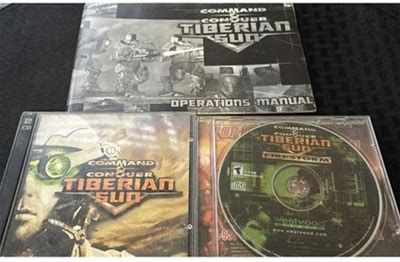 COMMAND
& CONQUER
TIBERIAN
SUN
OPERATIONS MANUAL
COMMAND
& CONQUER
TIBERIAN
SUN
COMMAND
& CONQUER
TIBERIAN
SUN
FIRESTORM
Westwood